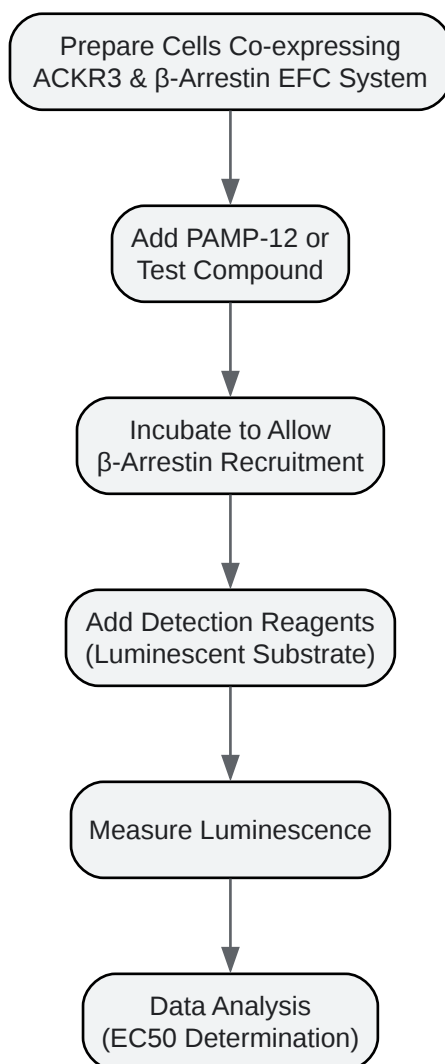 Prepare Cells Co-expressing
ACKR3 & β-Arrestin EFC System
Add PAMP-12 or
Test Compound
Incubate to Allow
β-Arrestin Recruitment
Add Detection Reagents
(Luminescent Substrate)
Measure Luminescence
Data Analysis
(EC50 Determination)